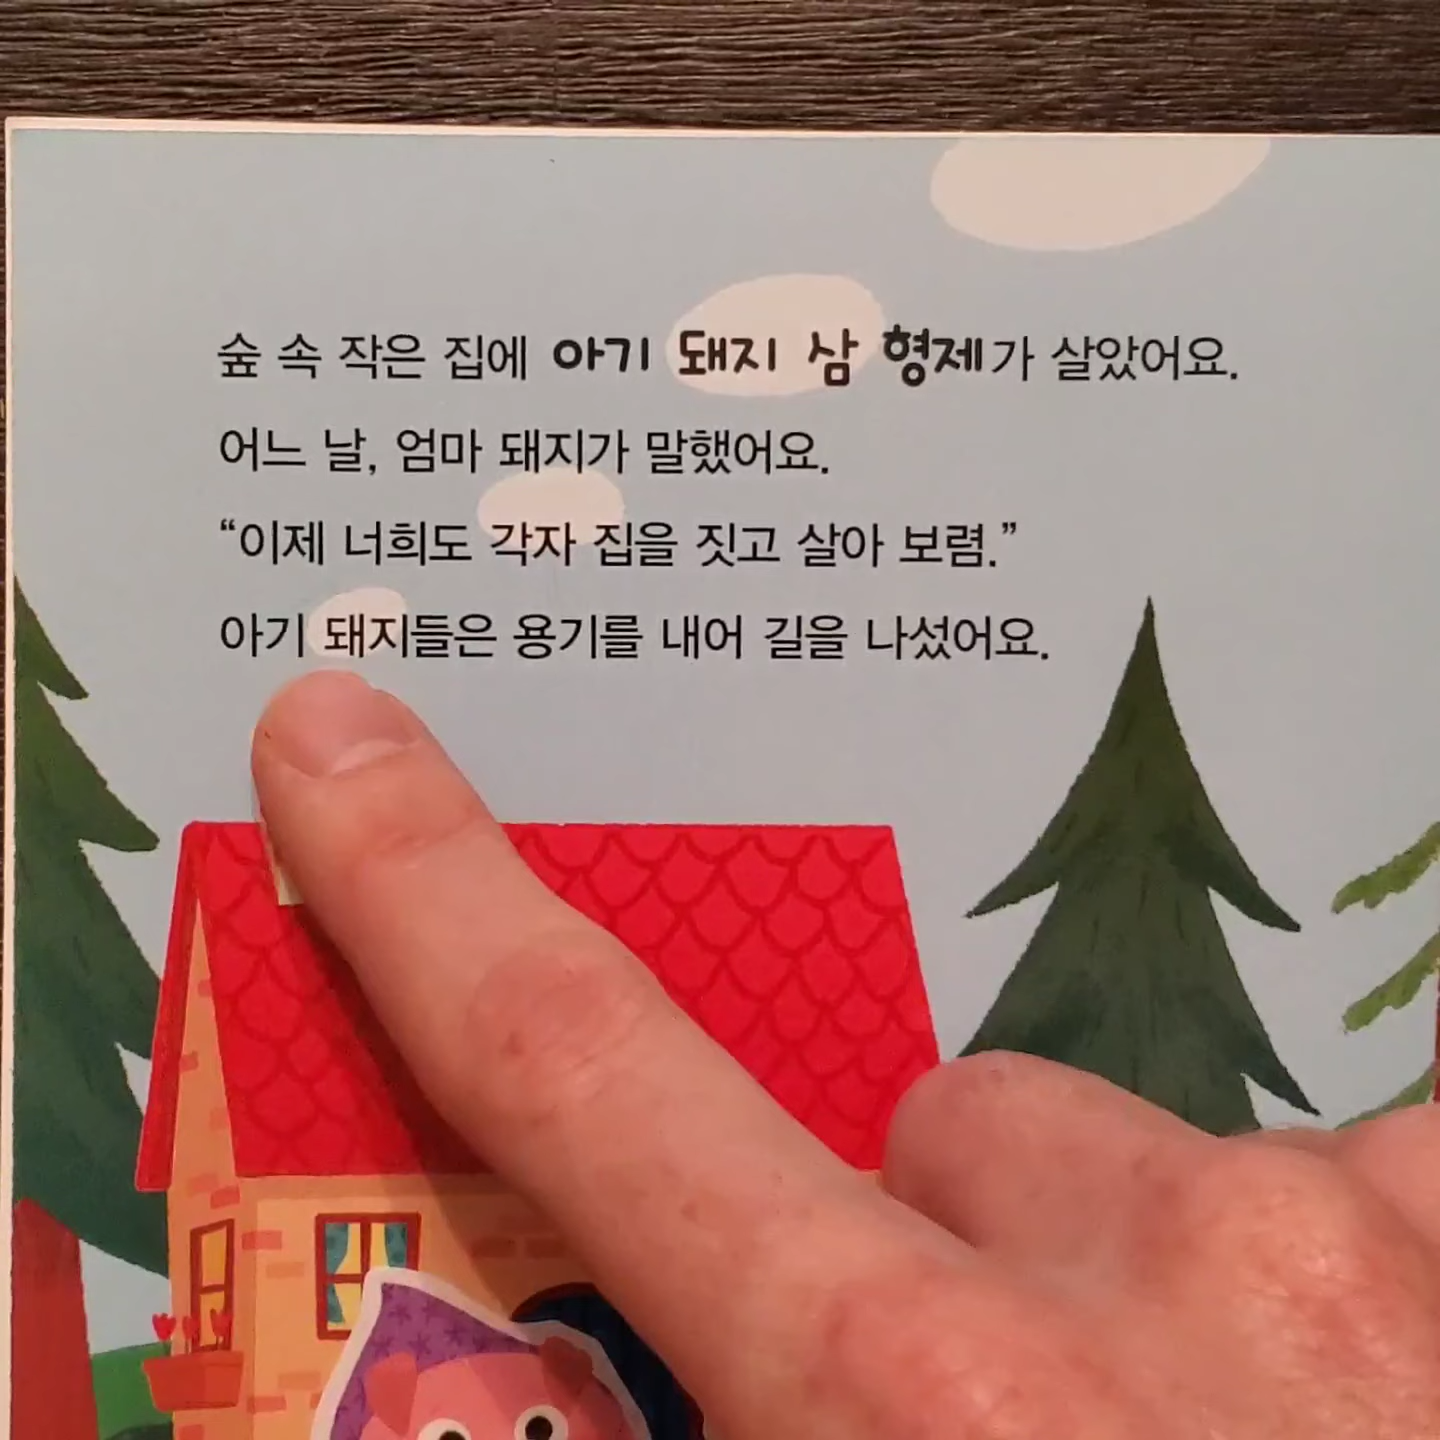 숲 속 작은 집에 아기 돼지 삼 형제가 살았어요.
어느 날, 엄마 돼지가 말했어요.
“이제 너희도 각자 집을 짓고 살아 보렴.”
아기 돼지들은 용기를 내어 길을 나섰어요.